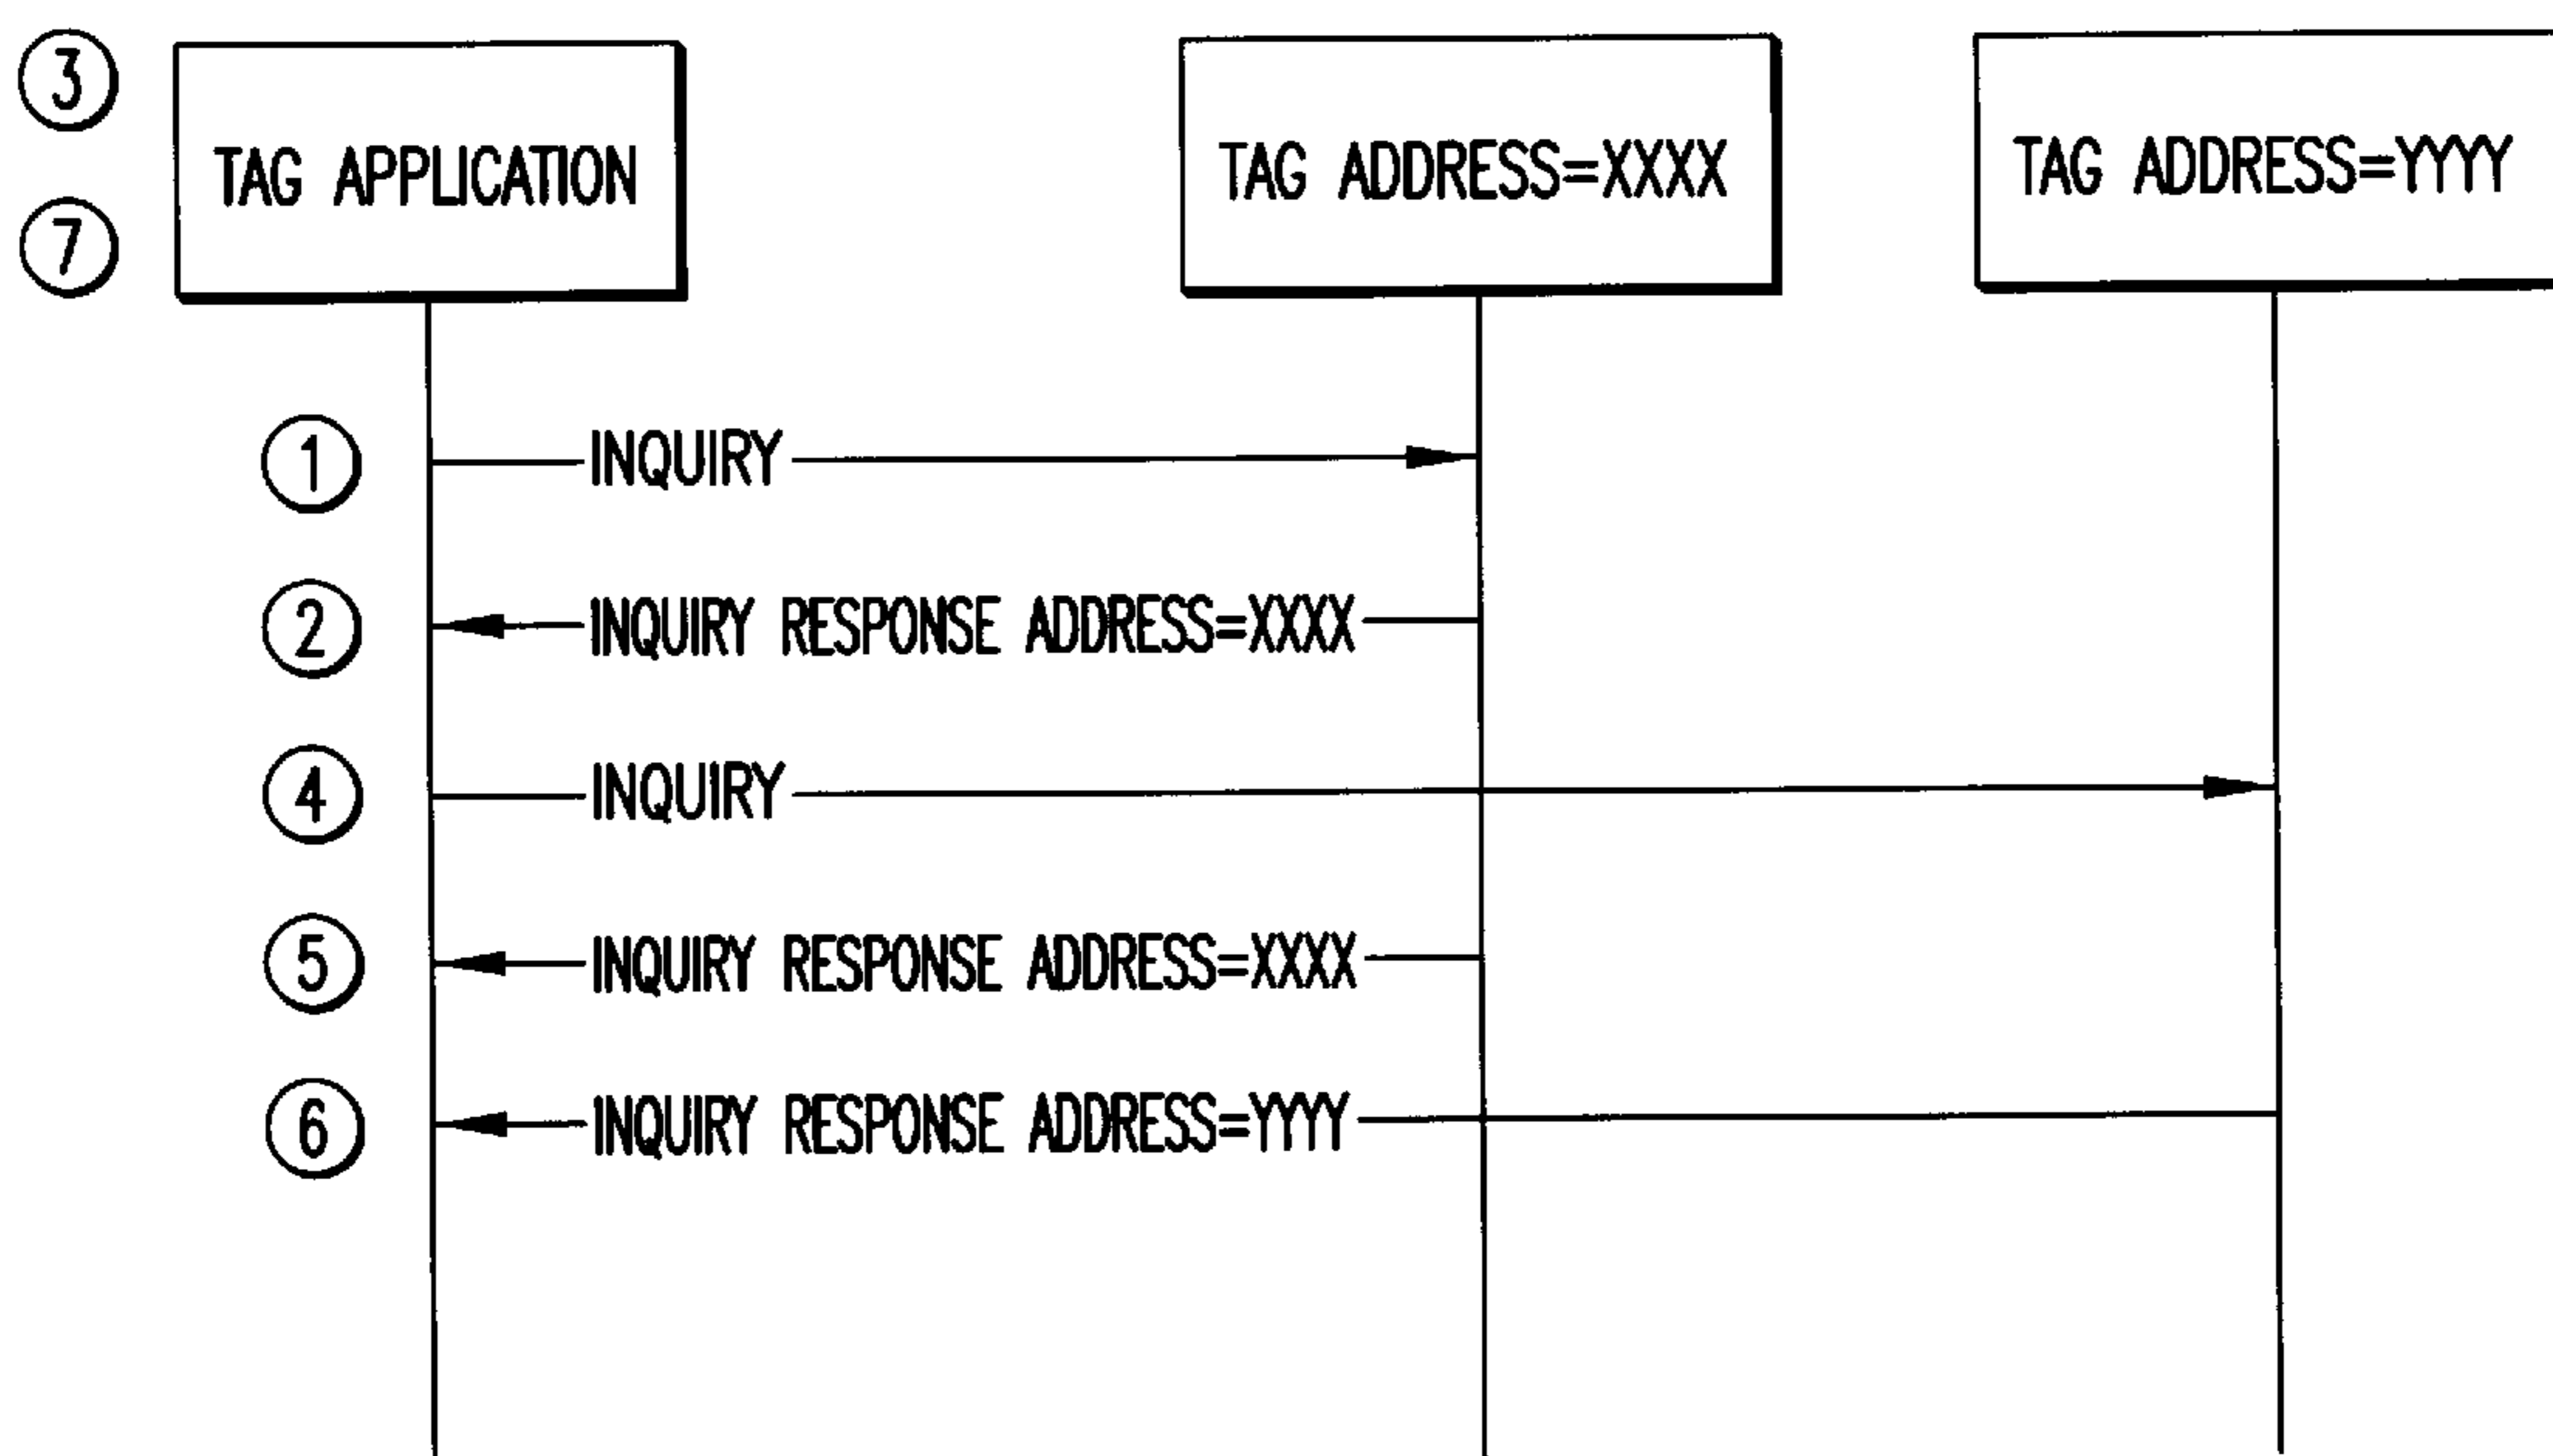 3
TAG APPLICATION
TAG ADDRESS=XXXX
TAG ADDRESS=YYYY
7
1
INQUIRY
2
INQUIRY RESPONSE ADDRESS=XXXX
4
INQUIRY
5
INQUIRY RESPONSE ADDRESS=XXXX
6
INQUIRY RESPONSE ADDRESS=YYYY